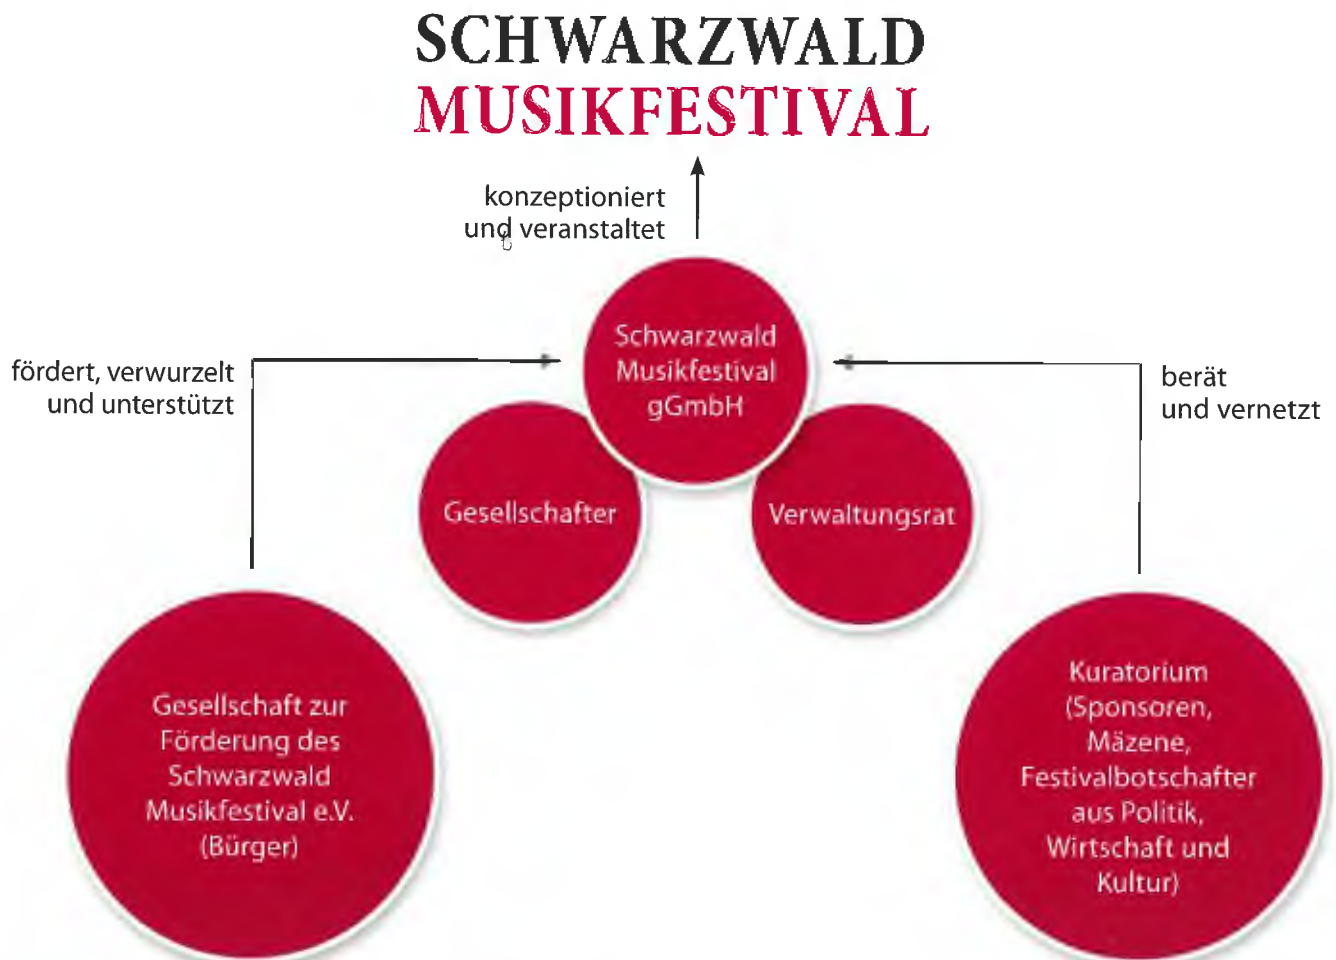 SCHWARZWALD
MUSIKFESTIVAL
konzeptioniert
und veranstaltet
Schwarzwald
Musikfestival
gGmbH
fördert, verwurzelt
und unterstützt
berät
und vernetzt
Gesellschafter
Verwaltungsrat
Gesellschaft zur
Förderung des
Schwarzwald
Musikfestival e.V.
(Bürger)
Kuratorium
(Sponsoren,
Mäzene,
Festivalbotschafter
aus Politik,
Wirtschaft und
Kultur)